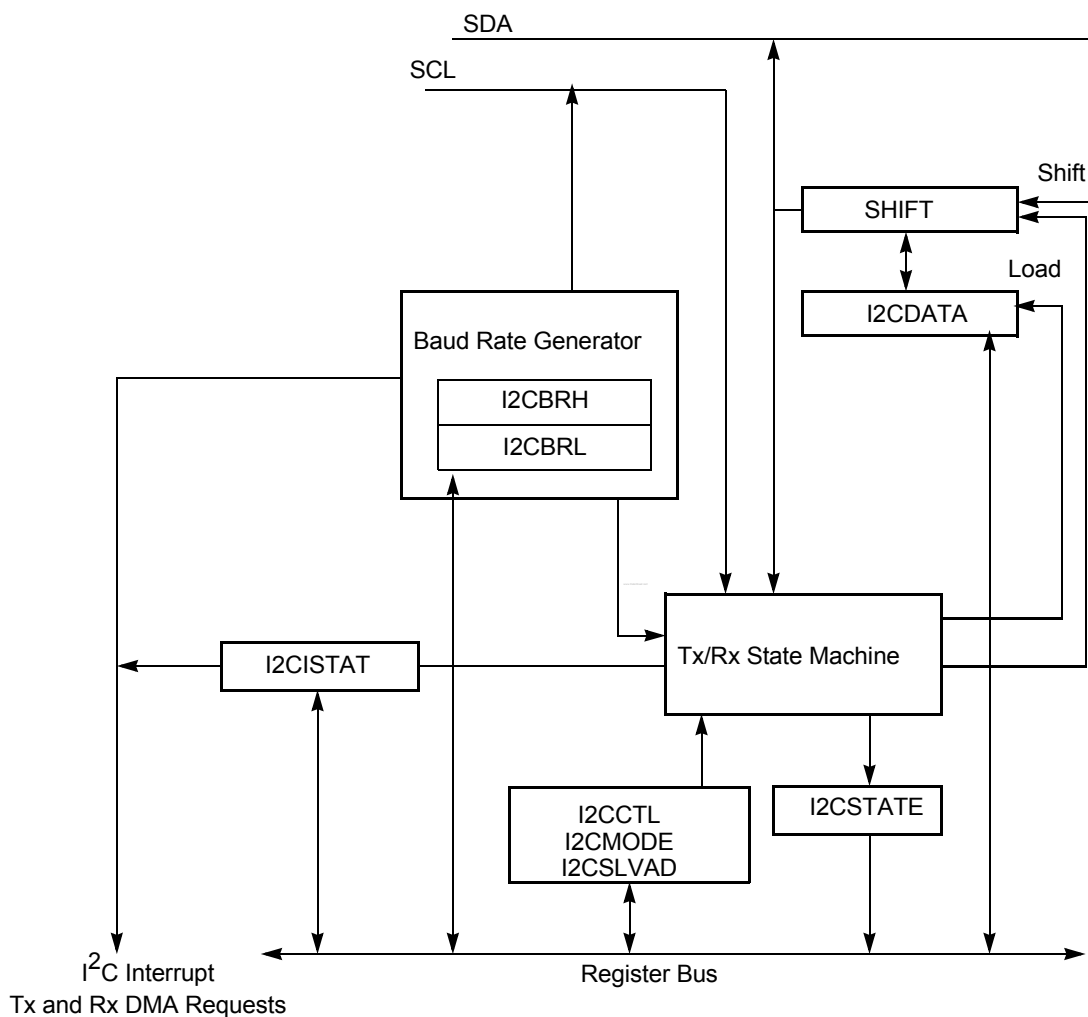 SDA
SCL
Shift
SHIFT
Load
I2CDATA
Baud Rate Generator
I2CBRH
I2CBRL
I2CISTAT
Tx/Rx State Machine
I2CCTL
I2CMODE
I2CSLVAD
I2CSTATE
I²C Interrupt
Tx and Rx DMA Requests
Register Bus